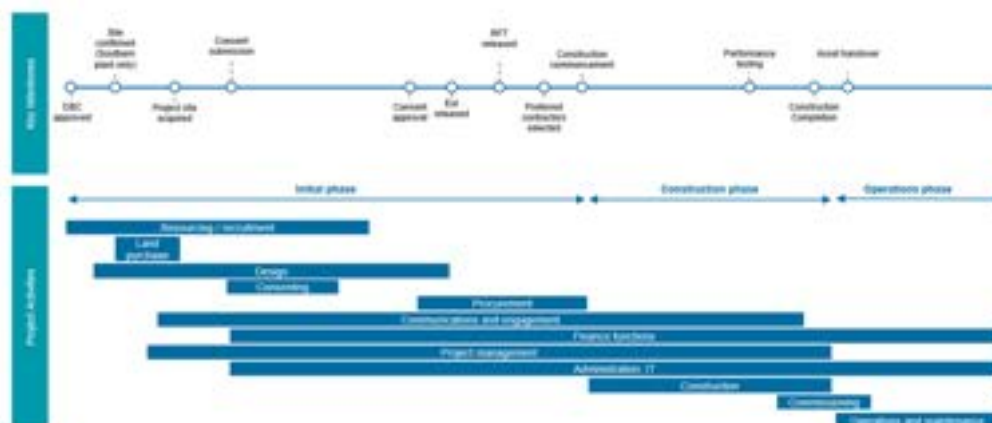 Key Milestones
Site
confirmed
(Southern
plant only)
Consent
submission
RFT
released
Construction
commencement
Performance
testing
Asset handover
DBC
approved
Project site
acquired
Consent
approval
EoI
released
Preferred
contractors
selected
Construction
Completion
Project Activities
Initial phase
Construction phase
Operations phase
Resourcing / recruitment
Land
purchase
Design
Consenting
Procurement
Communications and engagement
Finance functions
Project management
Administration IT
Construction
Commissioning
Operations and maintenance